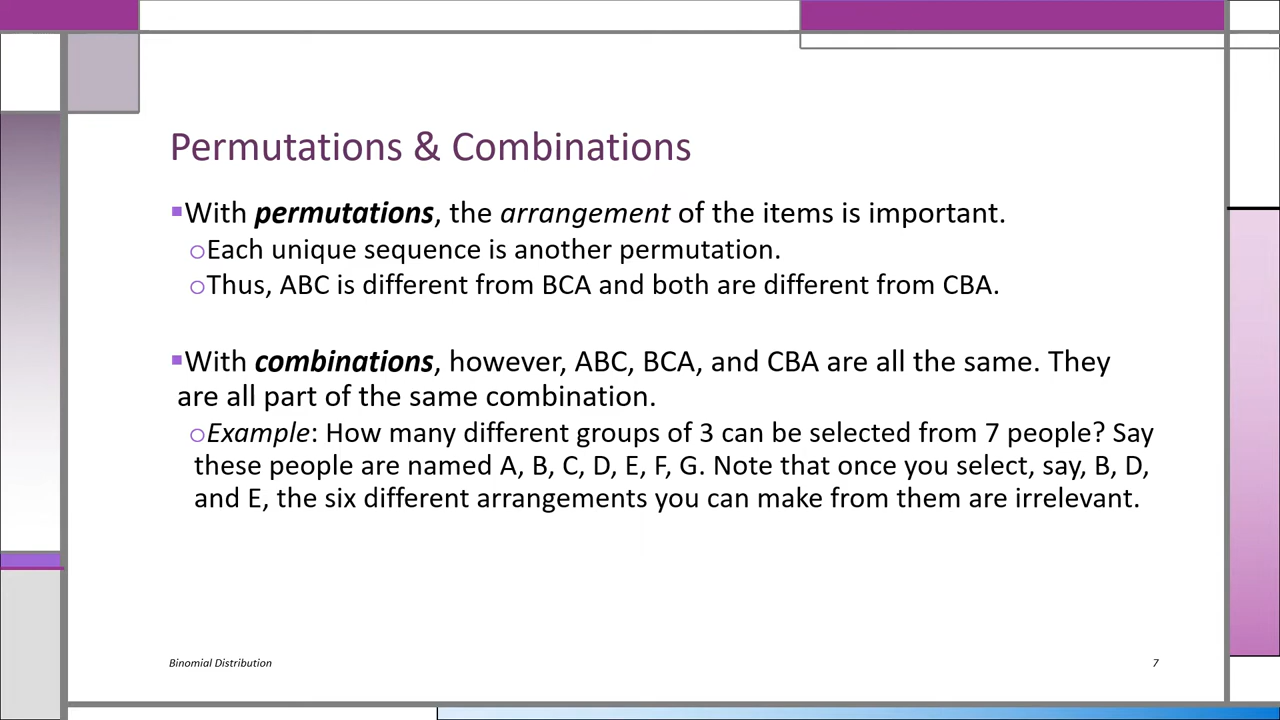 Permutations & Combinations
▪With permutations, the arrangement of the items is important.
oEach unique sequence is another permutation.
oThus, ABC is different from BCA and both are different from CBA.
▪With combinations, however, ABC, BCA, and CBA are all the same. They
are all part of the same combination.
oExample: How many different groups of 3 can be selected from 7 people? Say
these people are named A, B, C, D, E, F, G. Note that once you select, say, B, D,
and E, the six different arrangements you can make from them are irrelevant.
Binomial Distribution
7